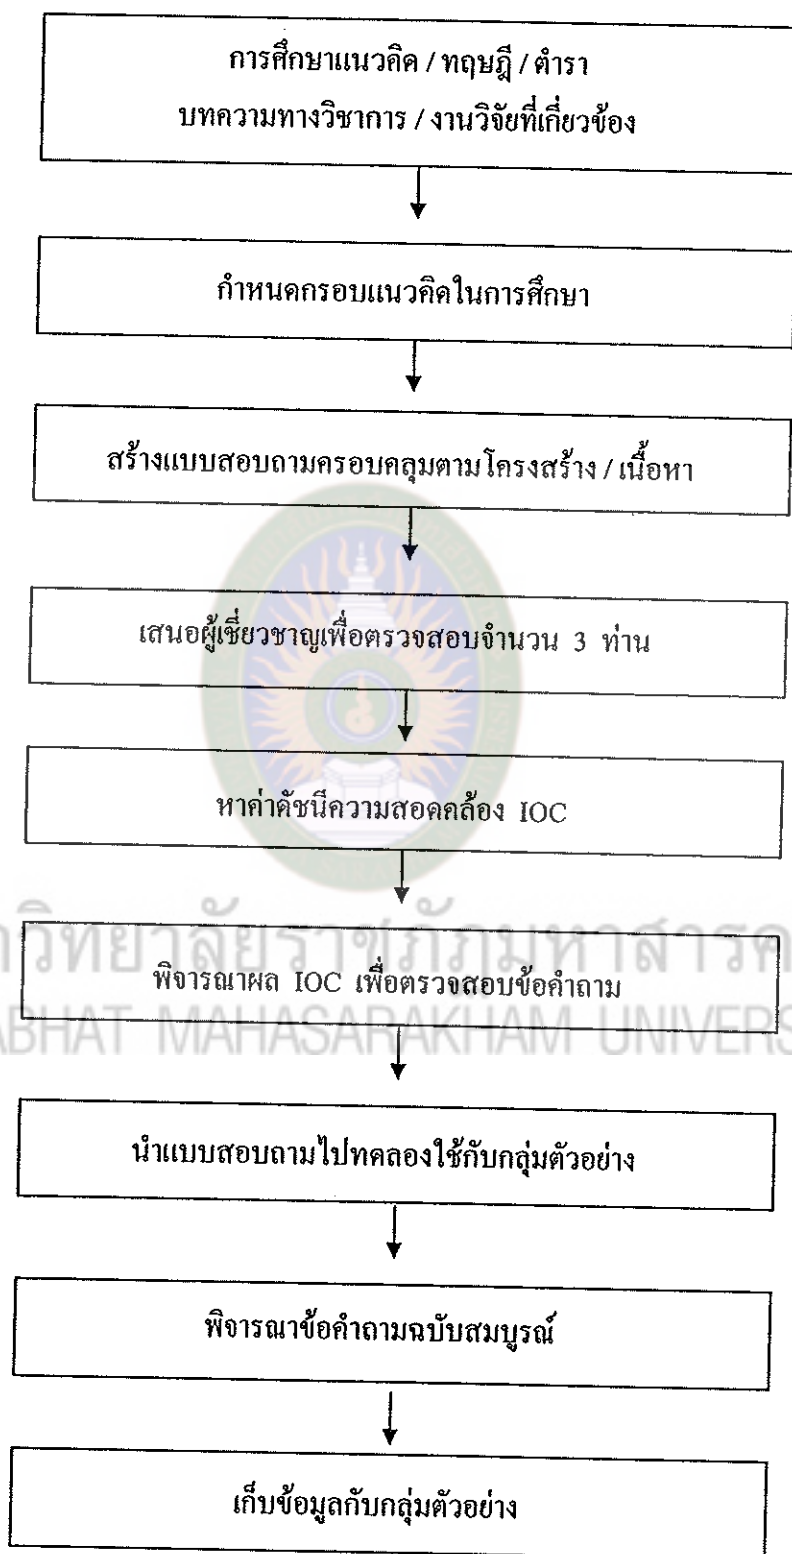 การศึกษาแนวคิด / ทฤษฎี / ตำรา
บทความทางวิชาการ / งานวิจัยที่เกี่ยวข้อง
กำหนดกรอบแนวคิดในการศึกษา
สร้างแบบสอบถามครอบคลุมตามโครงสร้าง / เนื้อหา
เสนอผู้เชี่ยวชาญเพื่อตรวจสอบจำนวน 3 ท่าน
หาค่าดัชนีความสอดคล้อง IOC
พิจารณาผล IOC เพื่อตรวจสอบข้อคำถาม
MAHASARAKHAM
นำแบบสอบถามไปทดลองใช้กับกลุ่มตัวอย่าง
พิจารณาข้อคำถามฉบับสมบูรณ์
เก็บข้อมูลกับกลุ่มตัวอย่าง